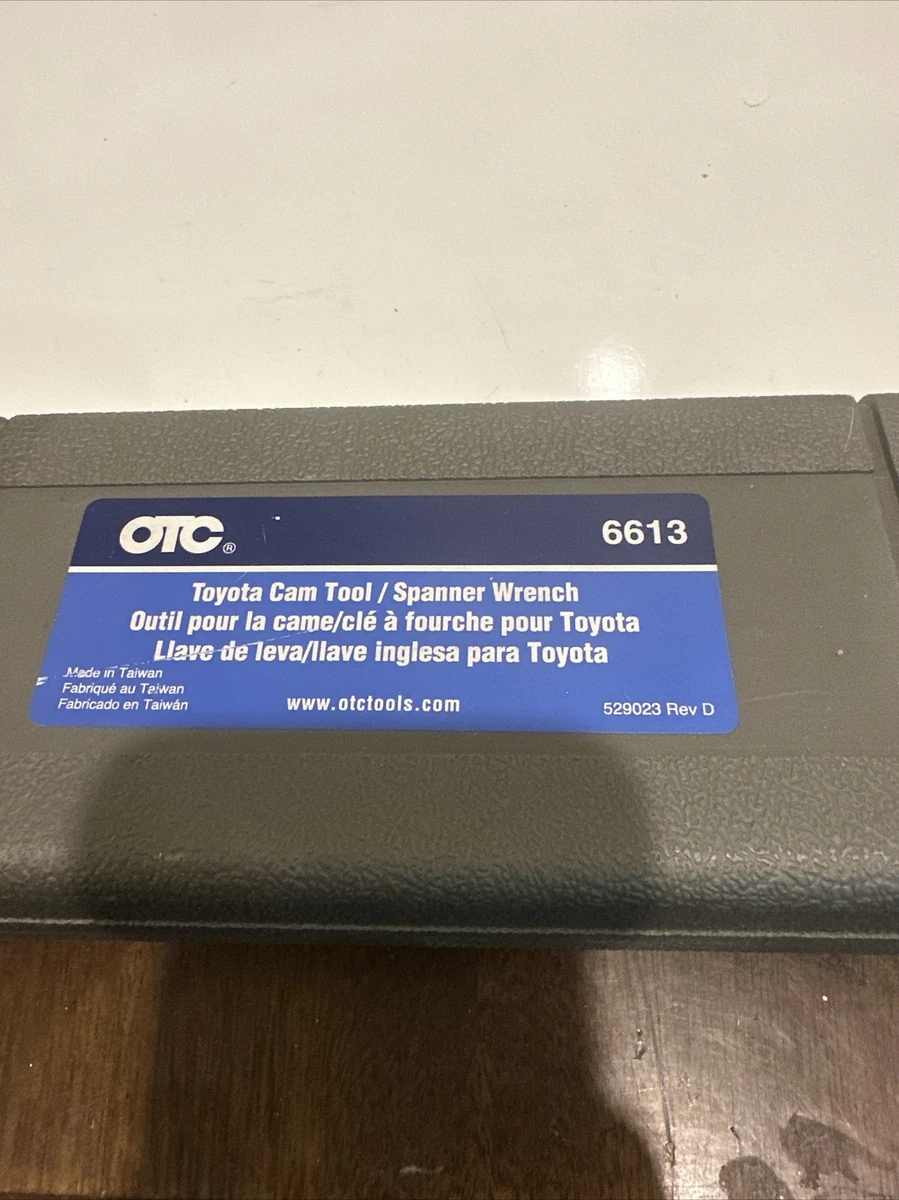 OTC® 6613
Toyota Cam Tool / Spanner Wrench
Outil pour la came/clé à fourche pour Toyota
Llave de leva/llave inglesa para Toyota
Made in Taiwan
Fabriqué au Taiwan
Fabricado en Taiwán www.otctools.com 529023 Rev D